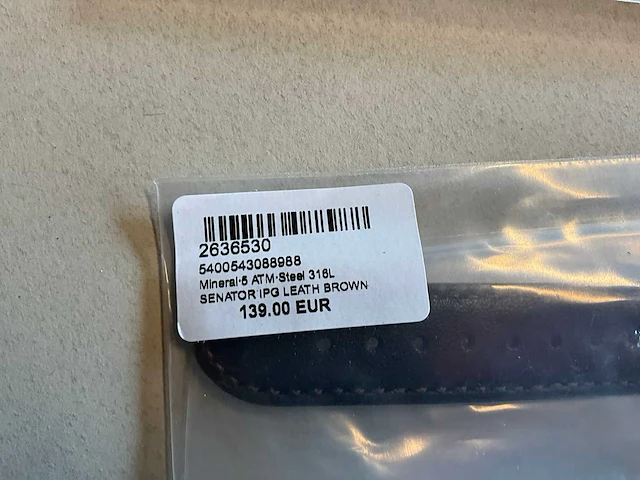 2636530
5400543088988
Mineral·5 ATM·Steel 316L
SENATOR IPG LEATH BROWN
139.00 EUR